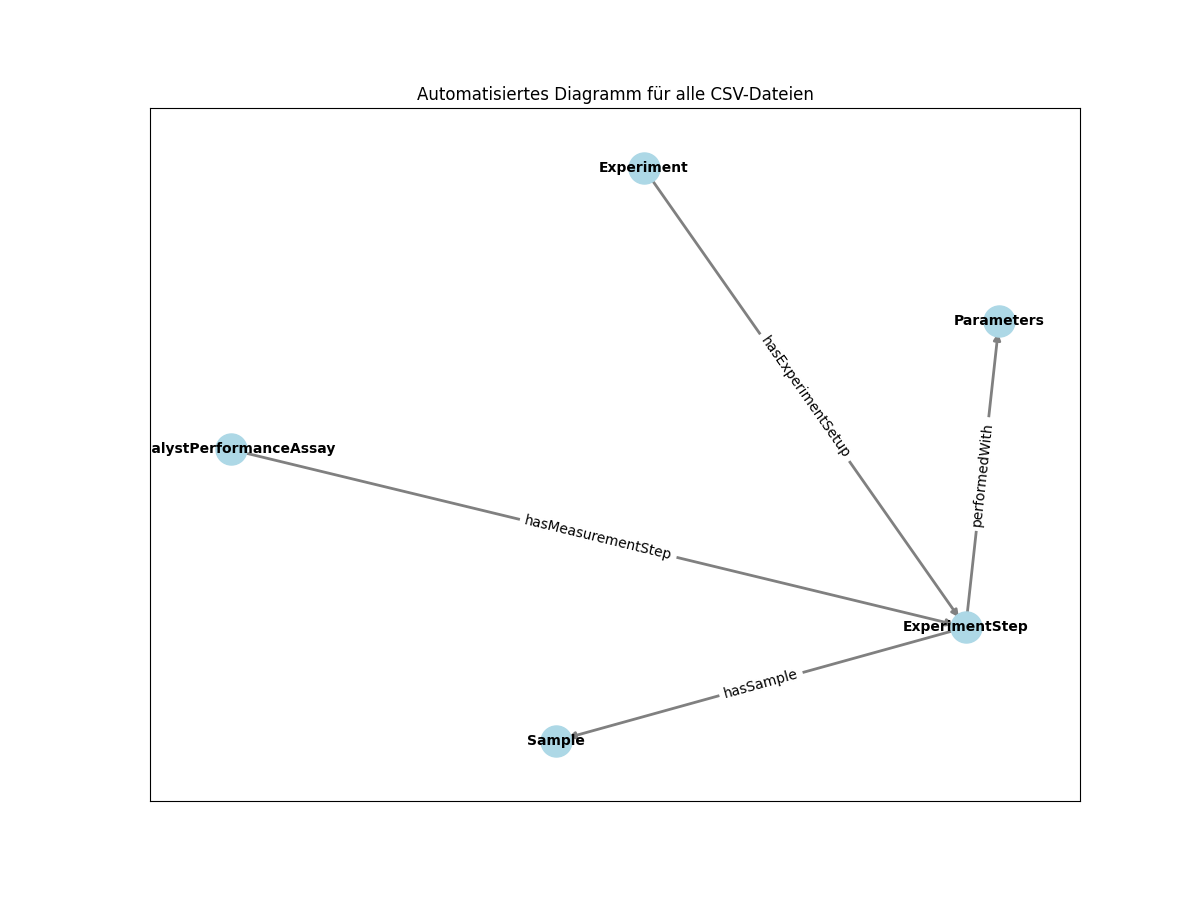 Automatisiertes Diagramm für alle CSV-Dateien
Experiment
Parameters
hasExperimentSetup
alystPerformanceAssay
performedWith
hasMeasurementStep
ExperimentStep
hasSample
Sample